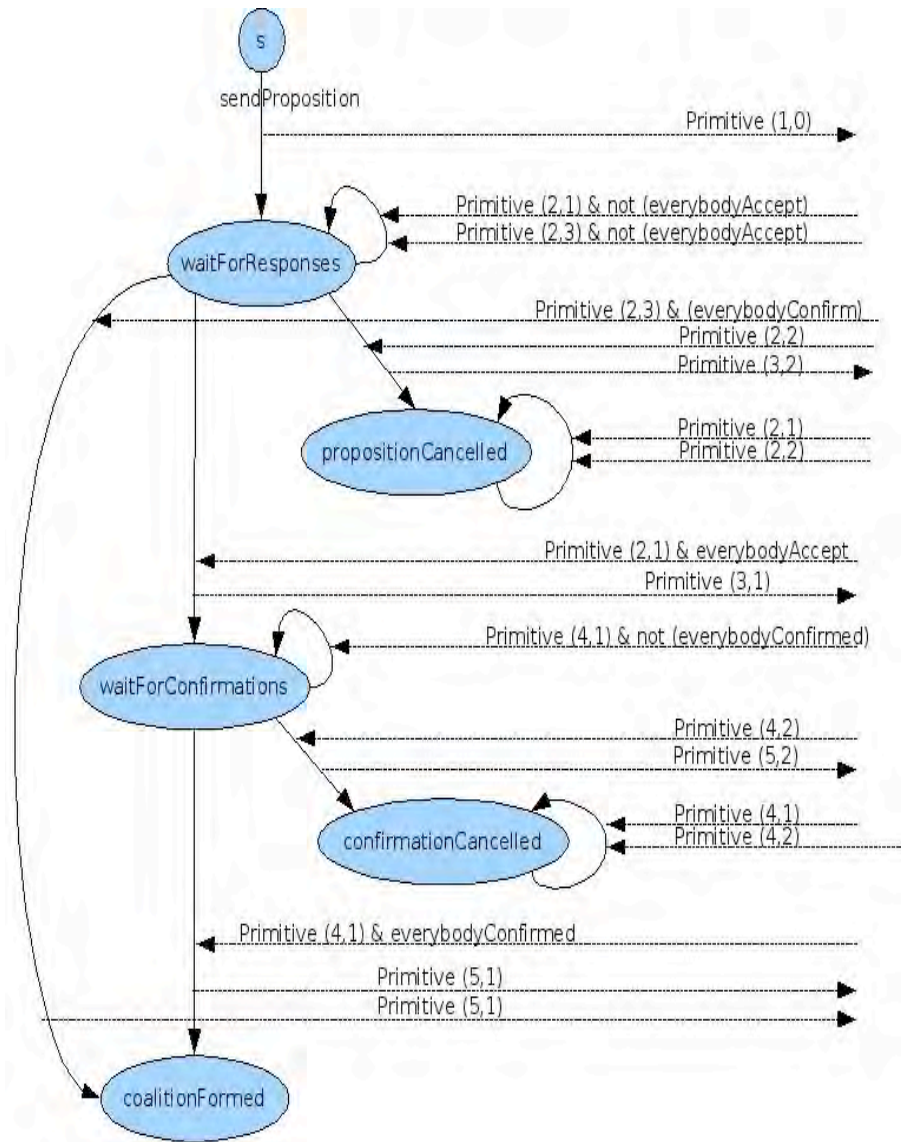 s
sendProposition
Primitive (1,0)
Primitive (2,1) & not (everybodyAccept)
Primitive (2,3) & not (everybodyAccept)
waitForResponses
Primitive (2,3) & (everybodyConfirm)
Primitive (2,2)
Primitive (3,2)
Primitive (2,1)
propositionCancelled
Primitive (2,2)
Primitive (2,1) & everybodyAccept
Primitive (3,1)
Primitive (4,1) & not (everybodyConfirmed)
waitForConfirmations
Primitive (4,2)
Primitive (5,2)
Primitive (4,1)
confirmationCancelled
Primitive (4,2)
Primitive (4,1) & everybodyConfirmed
Primitive (5,1)
Primitive (5,1)
coalitionFormed